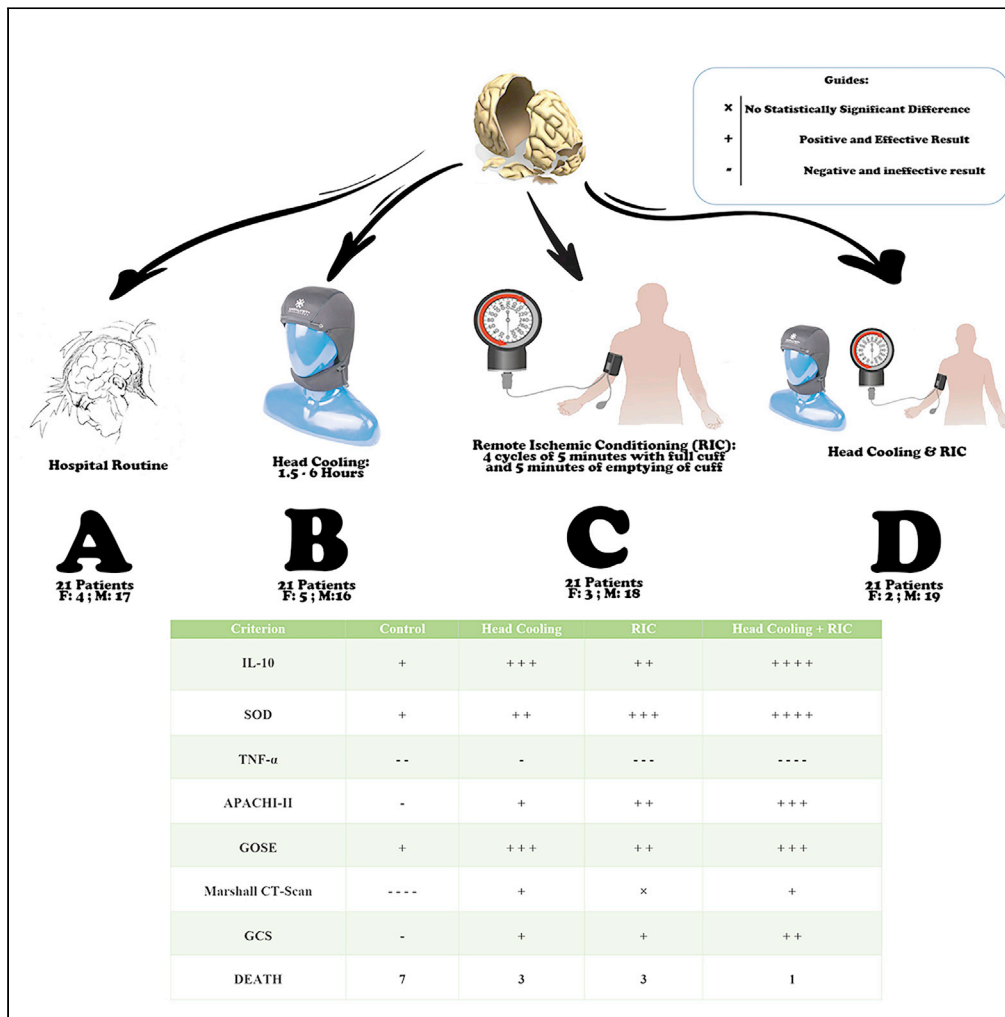 Guides:
× No Statistically Significant Difference
+ Positive and Effective Result
- Negative and ineffective result
Hospital Routine
Head Cooling:
1.5 - 6 Hours
Remote Ischemic Conditioning (RIC):
4 cycles of 5 minutes with full cuff
and 5 minutes of emptying of cuff
Head Cooling & RIC
A
21 Patients
F: 4 ; M: 17
B
21 Patients
F: 5 ; M:16
C
21 Patients
F: 3 ; M: 18
D
21 Patients
F: 2 ; M: 19
Criterion Control Head Cooling RIC Head Cooling + RIC
IL-10 + +++ ++ ++++
SOD + ++ +++ ++++
TNF-α -- - --- ----
APACHI-II - + ++ +++
GOSE + +++ ++ +++
Marshall CT-Scan ---- + × +
GCS - + + ++
DEATH 7 3 3 1